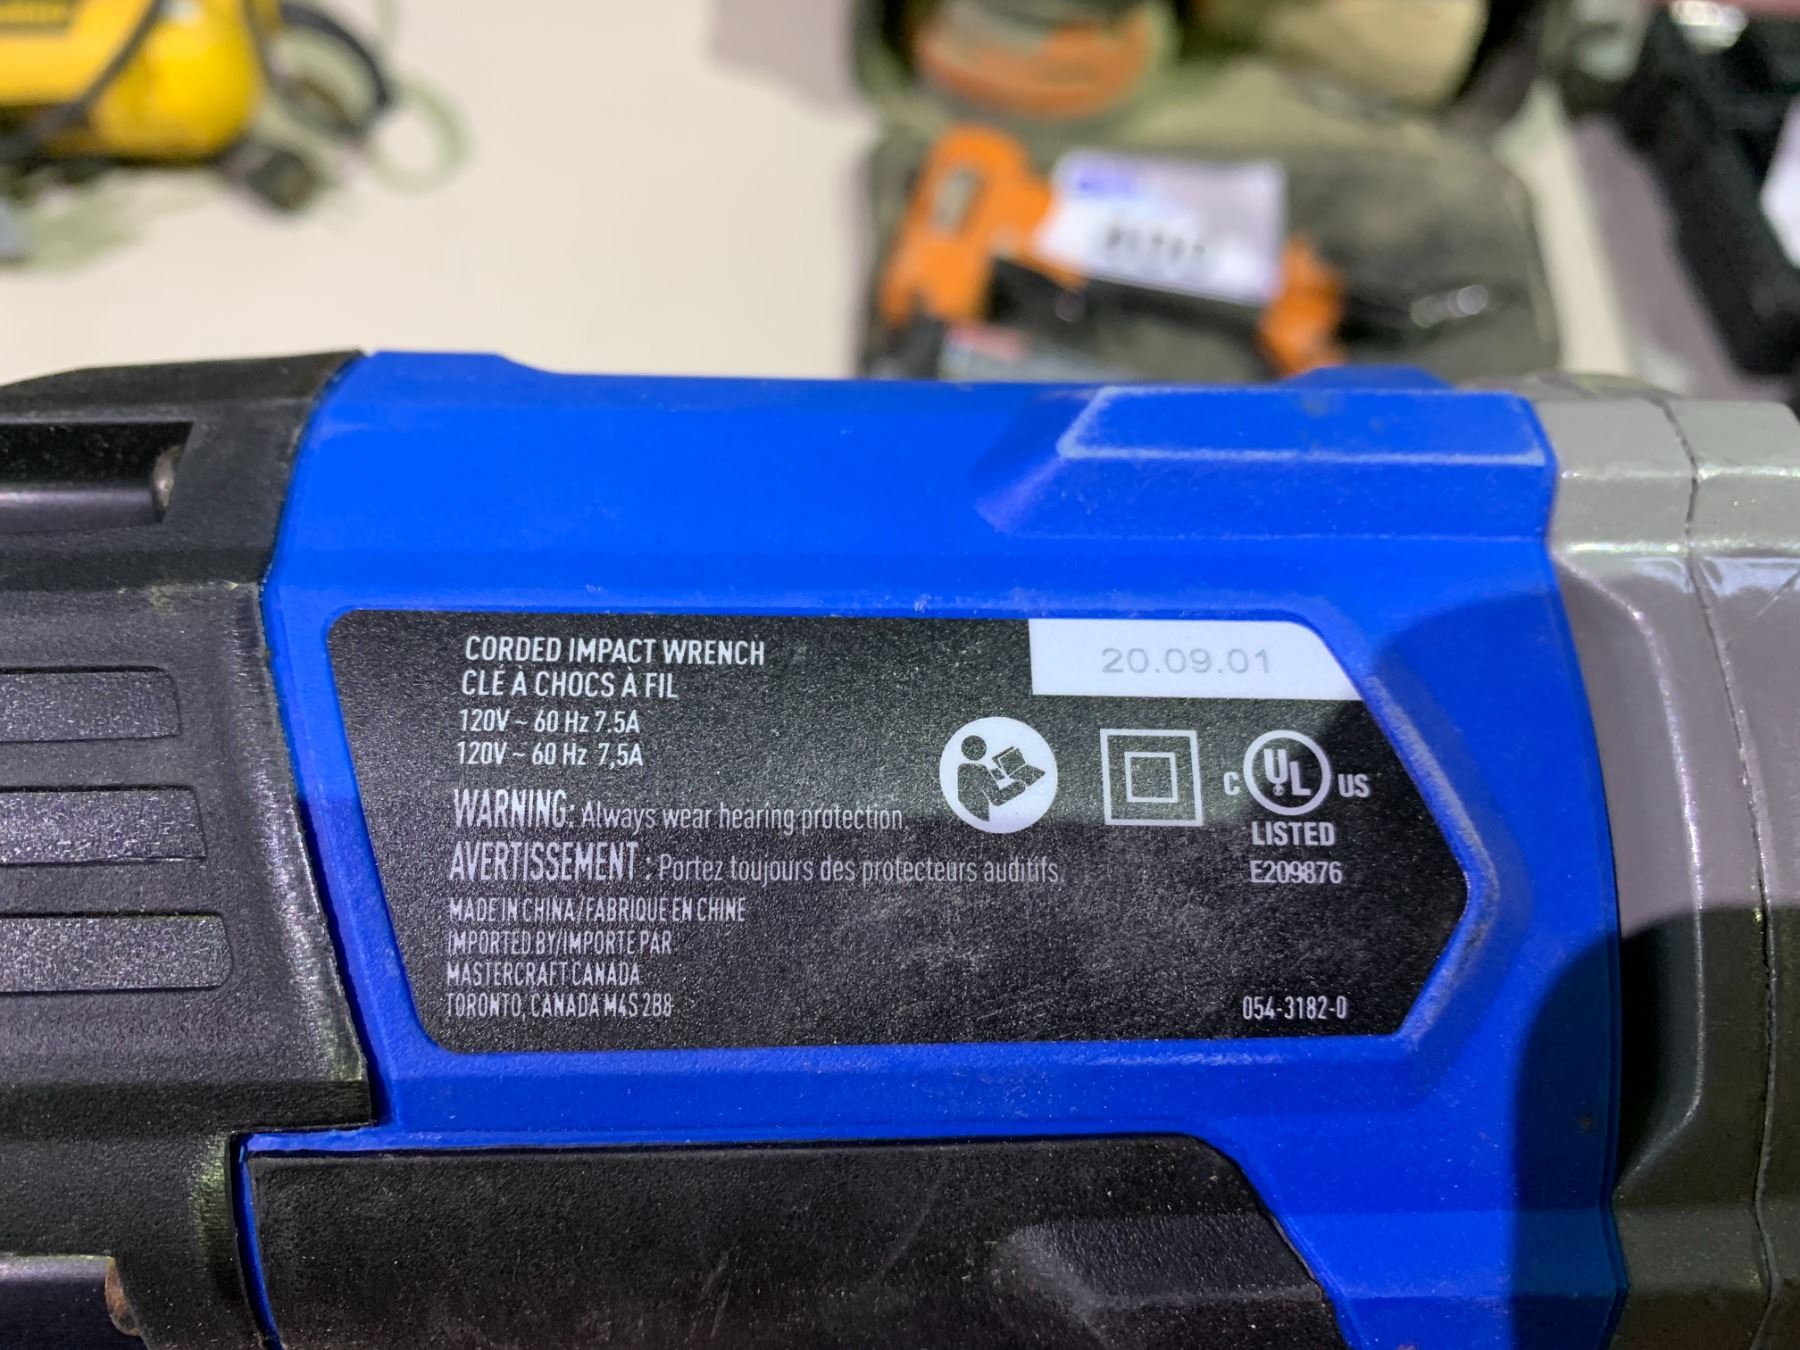 CORDED IMPACT WRENCH
CLÉ À CHOCS À FIL
120V ~ 60 Hz 7.5A
120V ~ 60 Hz 7,5A
WARNING: Always wear hearing protection.
AVERTISSEMENT : Portez toujours des protecteurs auditifs.
MADE IN CHINA/FABRIQUÉ EN CHINE
IMPORTED BY/IMPORTÉ PAR
MASTERCRAFT CANADA
TORONTO, CANADA M4S 2B8
20.09.01
C UL US
LISTED
E209876
054-3182-0